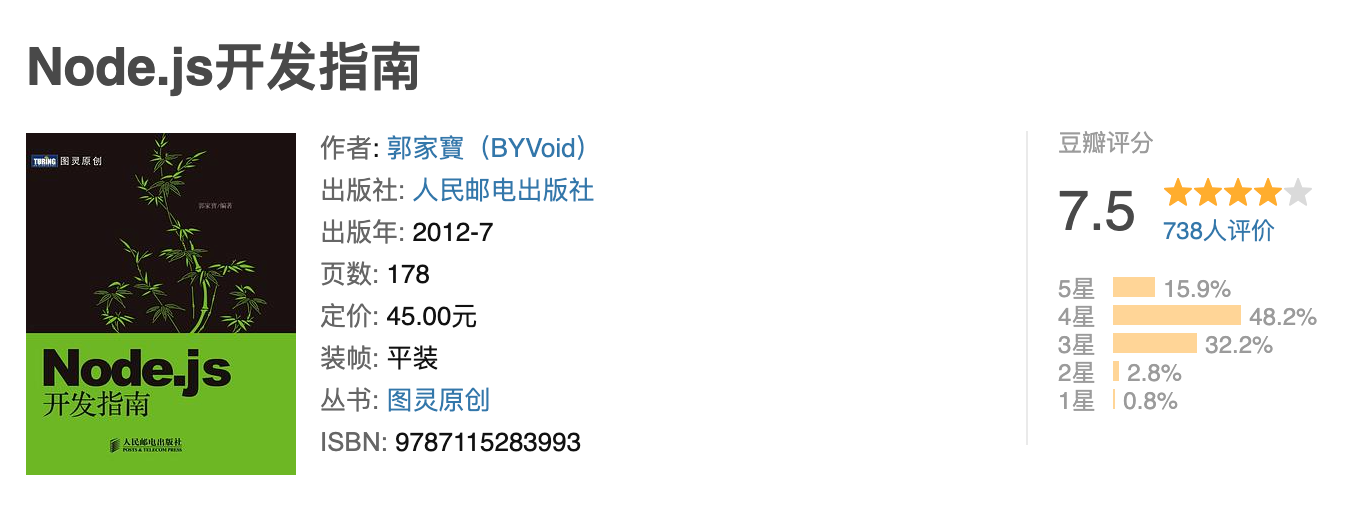 Node.js开发指南
TURING 图灵原创
郭家寶/编著
Node.js
开发指南
人民邮电出版社
POSTS & TELECOM PRESS
作者: 郭家寶（BYVoid）
出版社: 人民邮电出版社
出版年: 2012-7
页数: 178
定价: 45.00元
装帧: 平装
丛书: 图灵原创
ISBN: 9787115283993
豆瓣评分
7.5
738人评价
5星 15.9%
4星 48.2%
3星 32.2%
2星 2.8%
1星 0.8%